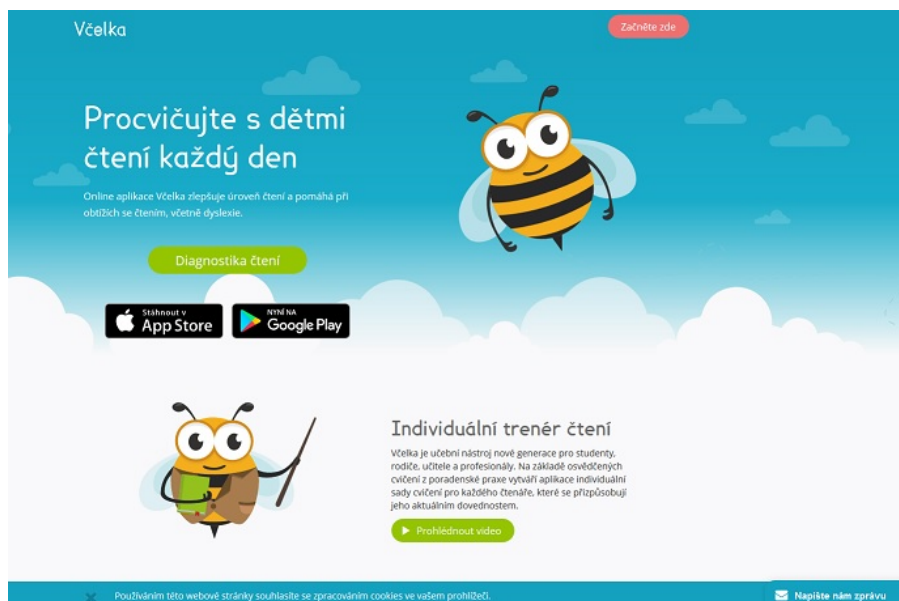 Včelka
Začněte zde
Procvičujte s dětmi
čtení každý den
Online aplikace Včelka zlepšuje úroveň čtení a pomáhá při
obtížích se čtením, včetně dyslexie.
Diagnostika čtení
Stáhnout v
App Store
NYNÍ NA
Google Play
Individuální trenér čtení
Včelka je učební nástroj nové generace pro studenty,
rodiče, učitele a profesionály. Na základě osvědčených
cvičení z poradenské praxe vytváří aplikace individuální
sady cvičení pro každého čtenáře, které se přizpůsobují
jeho aktuálním dovednostem.
Prohlédnout video
Používáním této webové stránky souhlasíte se zpracováním cookies ve vašem prohlížeči.
Napište nám zprávu